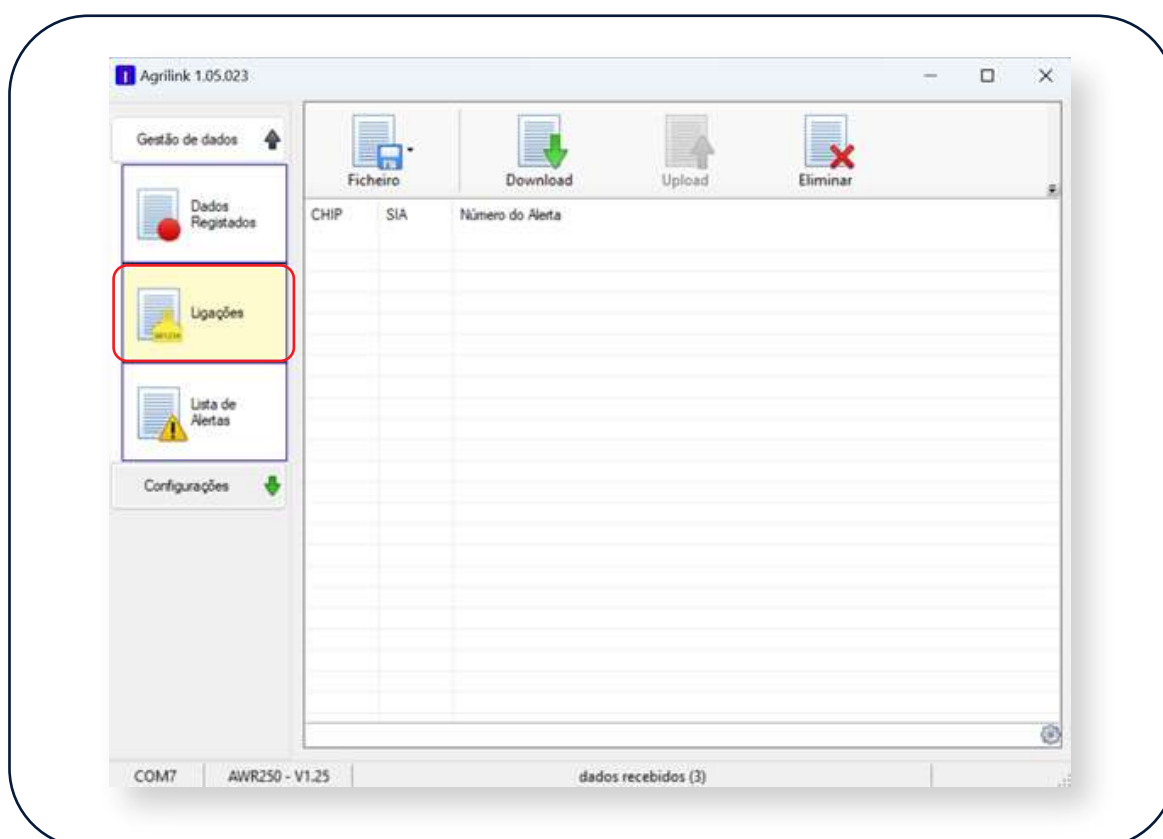 Agrilink 1.05.023
Gestão de dados
Dados
Registados
Ligações
Lista de
Alertas
Configurações
Ficheiro
Download
Upload
Eliminar
CHIP SIA Número do Alerta
COM7 AWR250 - V1.25 dados recebidos (3)